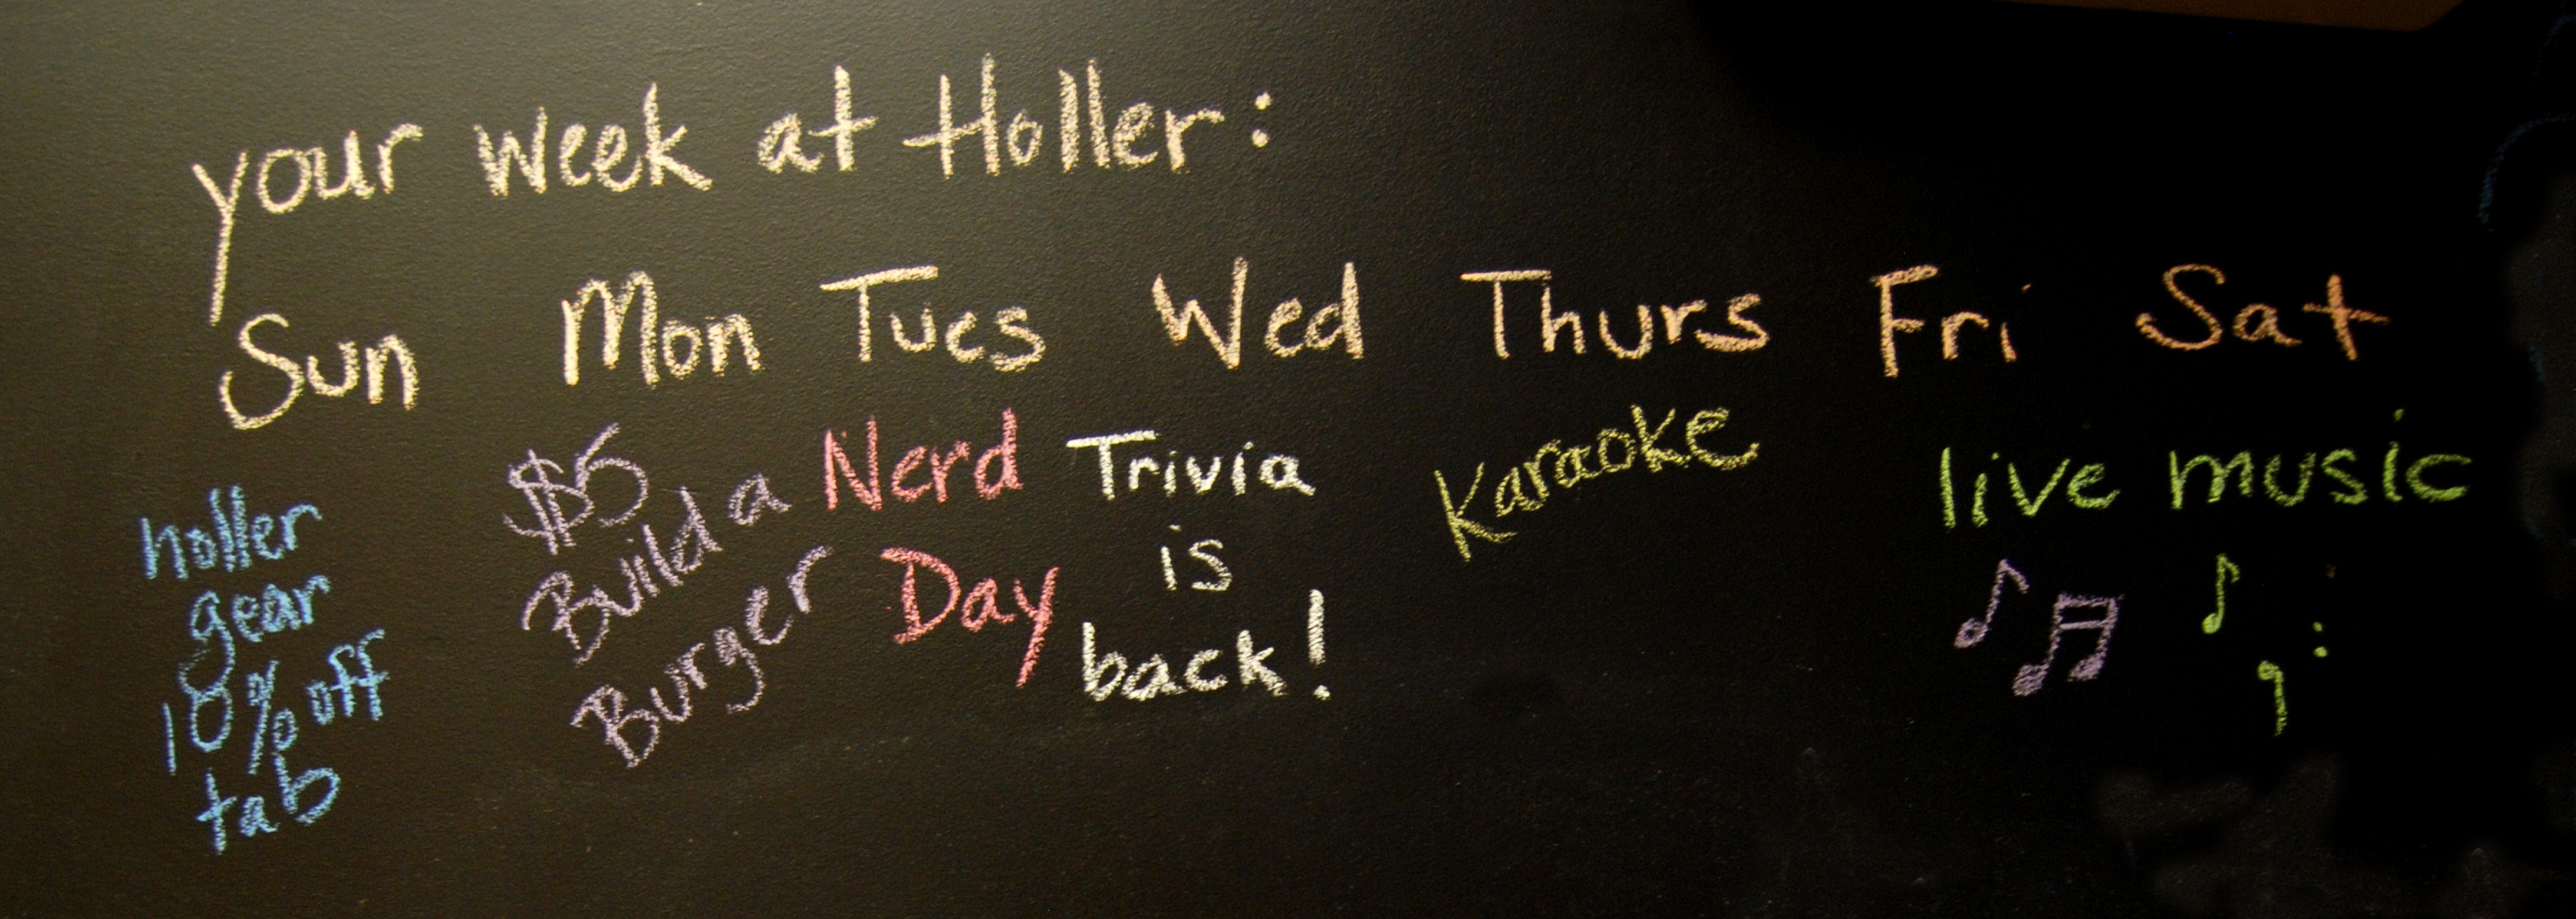 your week at Holler:
Sun Mon Tues Wed Thurs Fri Sat
holler
gear
10% off
tab
$5
Build a
Burger
Nerd
Day
Trivia
is
back!
Karaoke
live music